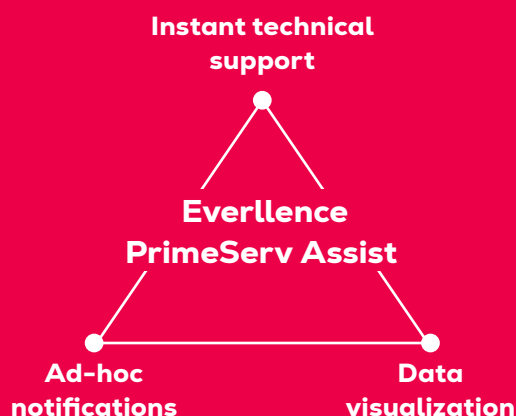 Instant technical
support
Everllence
PrimeServ Assist
Ad-hoc
notifications
Data
visualization